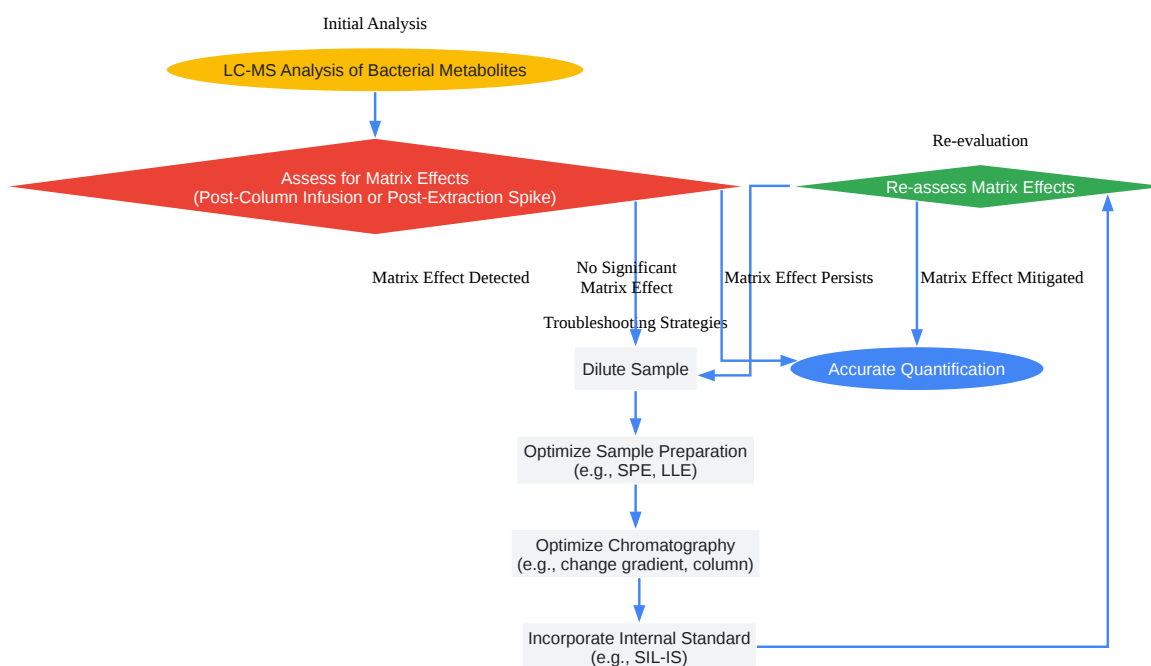 Initial Analysis
LC-MS Analysis of Bacterial Metabolites
Re-evaluation
Assess for Matrix Effects
(Post-Column Infusion or Post-Extraction Spike)
Re-assess Matrix Effects
Matrix Effect Detected
No Significant
Matrix Effect
Matrix Effect Persists
Matrix Effect Mitigated
Troubleshooting Strategies
Dilute Sample
Accurate Quantification
Optimize Sample Preparation
(e.g., SPE, LLE)
Optimize Chromatography
(e.g., change gradient, column)
Incorporate Internal Standard
(e.g., SIL-IS)